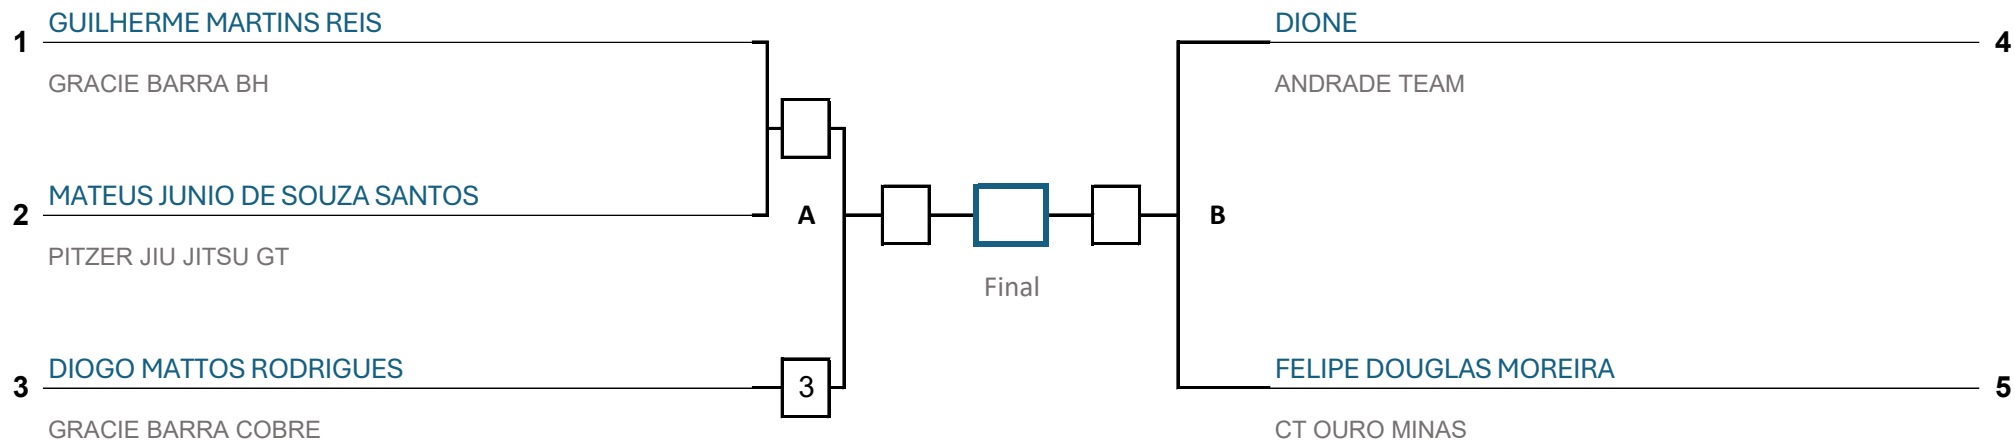 1 GUILHERME MARTINS REIS
GRACIE BARRA BH
2 MATEUS JUNIO DE SOUZA SANTOS
PITZER JIU JITSU GT
A
3 DIOGO MATTOS RODRIGUES
3
GRACIE BARRA COBRE
Final
DIONE 4
ANDRADE TEAM
B
FELIPE DOUGLAS MOREIRA 5
CT OURO MINAS